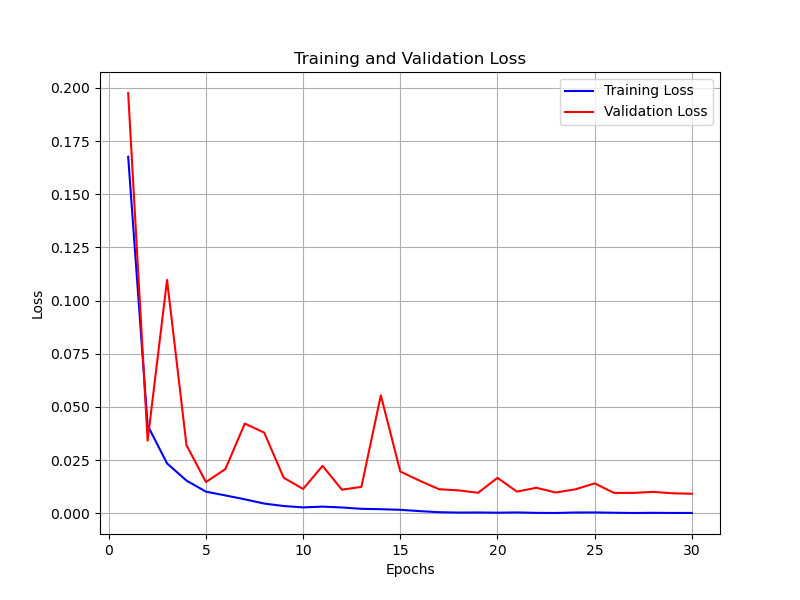 Training and Validation Loss
Training Loss
Validation Loss
0.200
0.175
0.150
0.125
0.100
0.075
0.050
0.025
0.000
Loss
0 5 10 15 20 25 30
Epochs